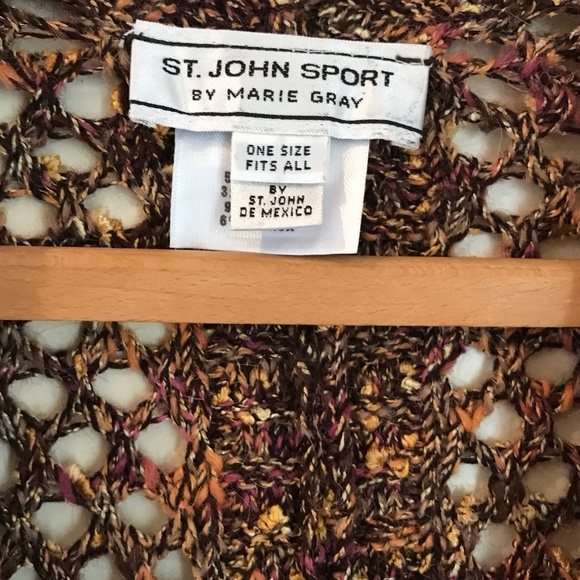 ST. JOHN SPORT
BY MARIE GRAY
ONE SIZE
FITS ALL
BY
ST. JOHN
DE MEXICO